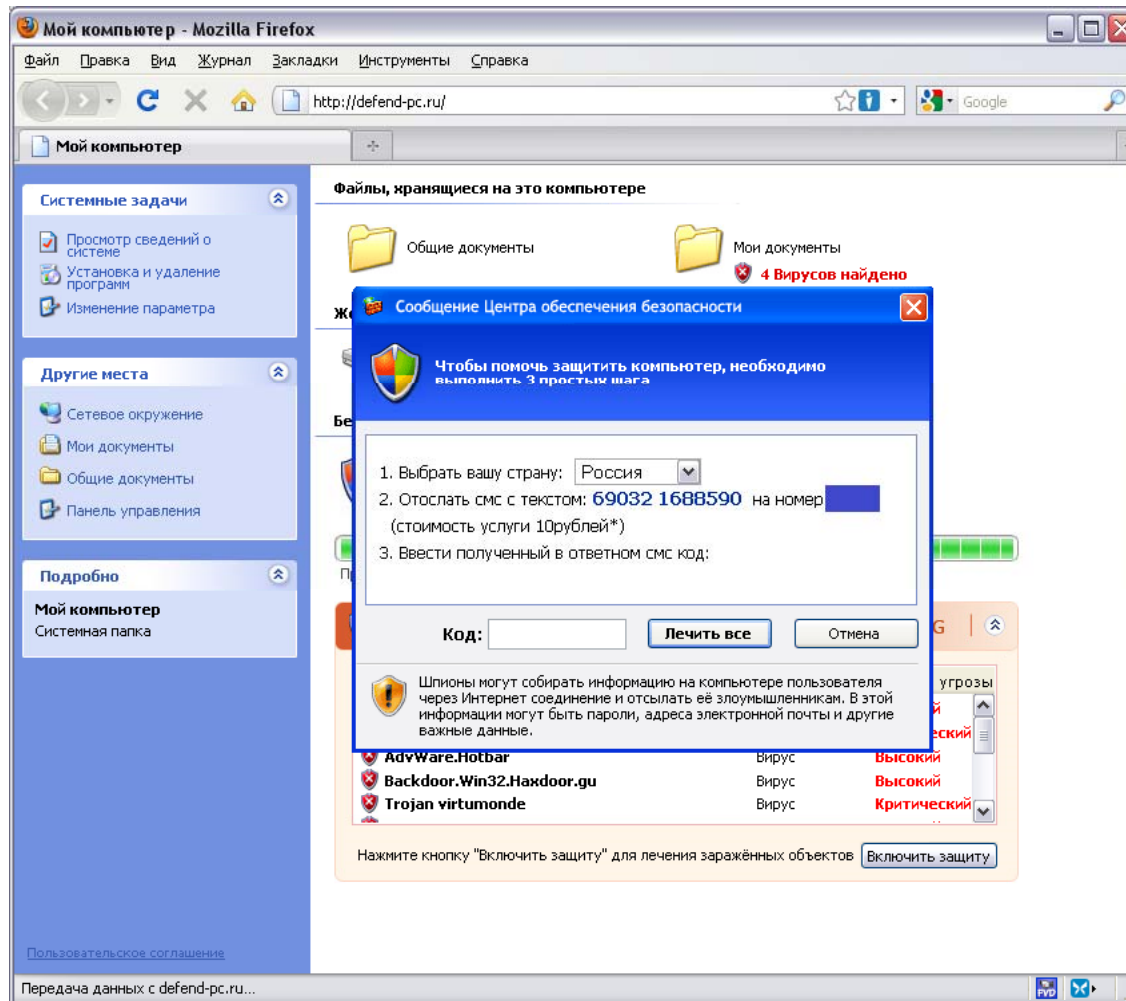 Мой компьютер - Mozilla Firefox
Файл Правка Вид Журнал Закладки Инструменты Справка
http://defend-pc.ru/
Google
Мой компьютер
Системные задачи
Просмотр сведений о
системе
Установка и удаление
программ
Изменение параметра
Другие места
Сетевое окружение
Мои документы
Общие документы
Панель управления
Подробно
Мой компьютер
Системная папка
Пользовательское соглашение
Файлы, хранящиеся на это компьютере
Общие документы
Мои документы
4 Вирусов найдено
Сообщение Центра обеспечения безопасности
Чтобы помочь защитить компьютер, необходимо
выполнить 3 простых шага
1. Выбрать вашу страну: Россия
2. Отослать смс с текстом: 69032 1688590 на номер
(стоимость услуги 10рублей*)
3. Ввести полученный в ответном смс код:
Код:
Лечить все
Отмена
Шпионы могут собирать информацию на компьютере пользователя
через Интернет соединение и отсылать её злоумышленникам. В этой
информации могут быть пароли, адреса электронной почты и другие
важные данные.
угрозы
AdvWare.Hotbar Вирус Высокий
Backdoor.Win32.Haxdoor.gu Вирус Высокий
Trojan virtumonde Вирус Критический
Нажмите кнопку "Включить защиту" для лечения заражённых объектов Включить защиту
Передача данных с defend-pc.ru...
FVD